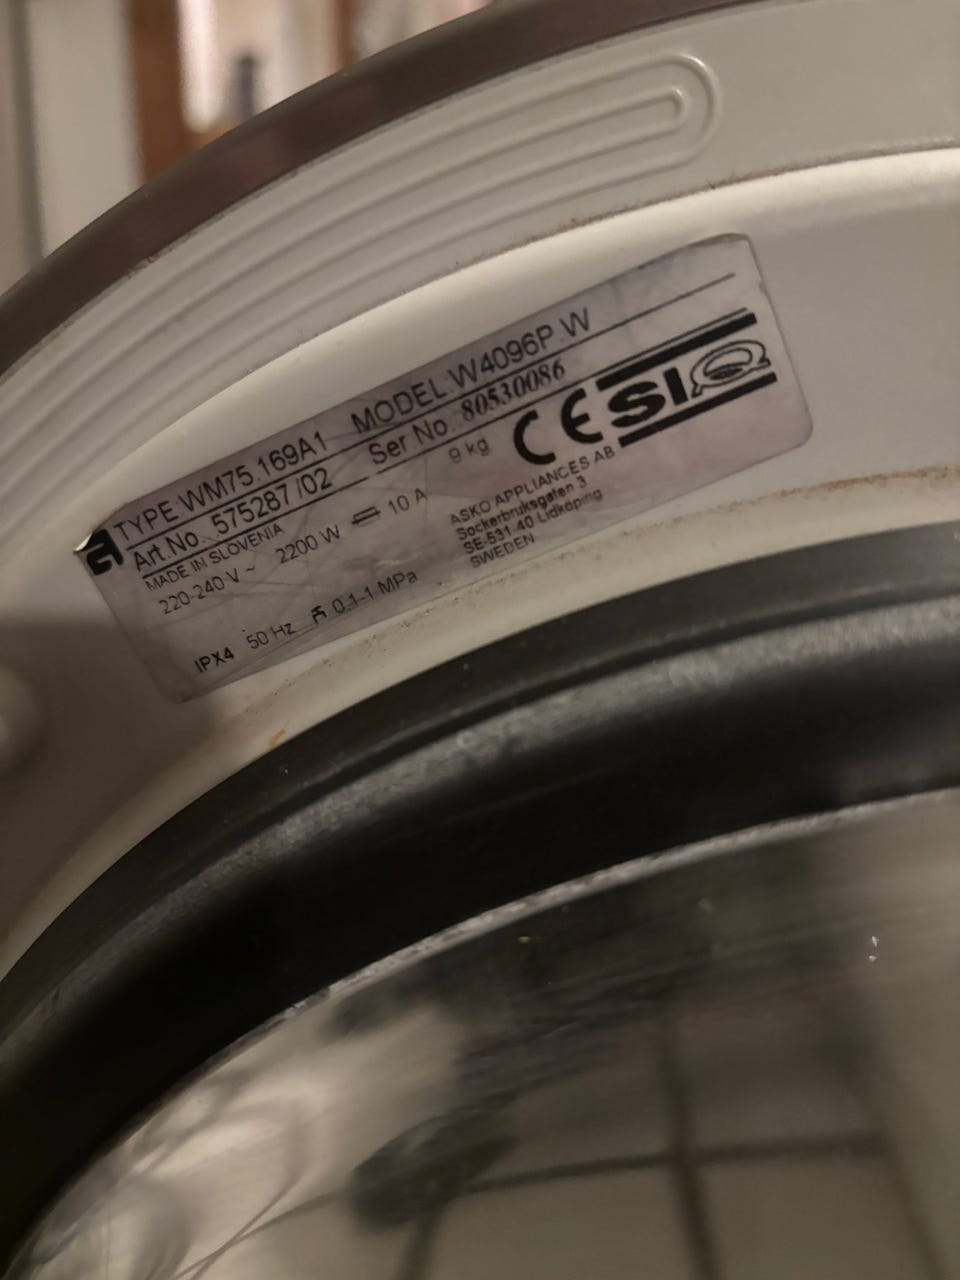 TYPE WM75.169A1 MODEL W4096P W
Art.No. 575287 /02 Ser No. 80530086
MADE IN SLOVENIA
9 kg
CE SIQ
220-240 V ~ 2200 W 10 A
ASKO APPLIANCES AB
Sockerbruksgaten 3
SE-531 40 Lidköping
SWEDEN
IPX4 50 Hz 0.1-1 MPa